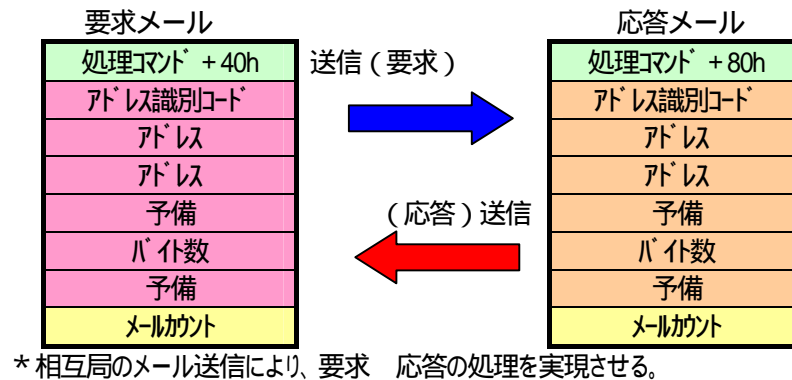 要求メール
応答メール
処理コマンド +40h
送信(要求)
処理コマンド +80h
アドレス識別コード
アドレス識別コード
アドレス
アドレス
アドレス
アドレス
予備
(応答)送信
予備
バイト数
バイト数
予備
予備
メールカウント
メールカウント
*相互局のメール送信により、要求 応答の処理を実現させる。